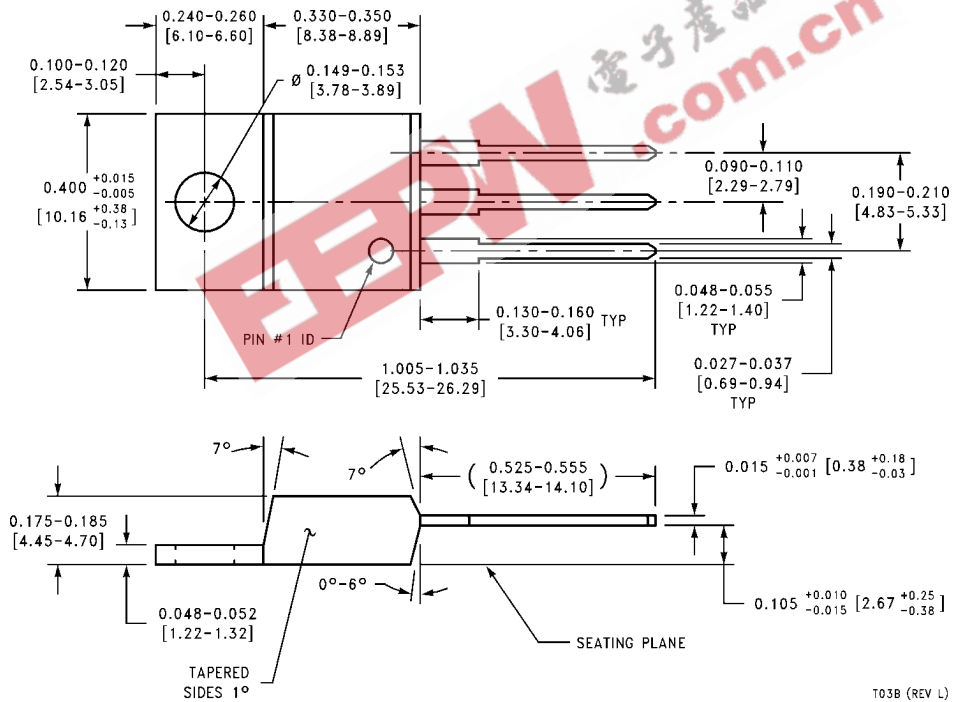 0.240-0.260
[6.10-6.60]
0.330-0.350
[8.38-8.89]
0.100-0.120
[2.54-3.05]
Ø 0.149-0.153
[3.78-3.89]
電子產品
.com.cn
EEPW
0.400 +0.015 -0.005
[10.16 +0.38 -0.13]
0.090-0.110
[2.29-2.79]
0.190-0.210
[4.83-5.33]
0.048-0.055
[1.22-1.40]
TYP
0.130-0.160 TYP
[3.30-4.06]
PIN #1 ID
1.005-1.035
[25.53-26.29]
0.027-0.037
[0.69-0.94]
TYP
7°
7°
(0.525-0.555)
[13.34-14.10]
0.015 +0.007 -0.001 [0.38 +0.18 -0.03]
0.175-0.185
[4.45-4.70]
0°-6°
0.105 +0.010 -0.015 [2.67 +0.25 -0.38]
0.048-0.052
[1.22-1.32]
SEATING PLANE
TAPERED
SIDES 1°
T03B (REV L)